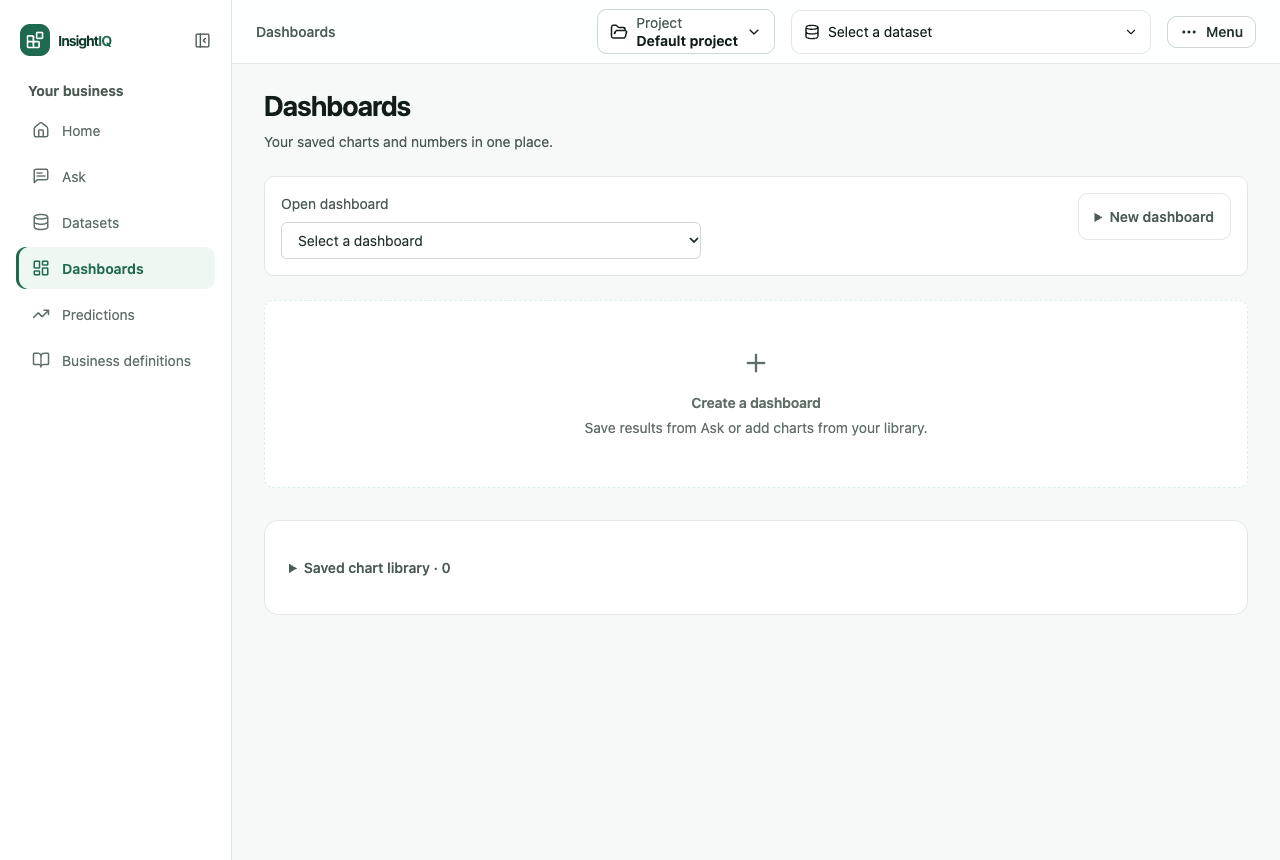 InsightIQ
Your business
Home
Ask
Datasets
Dashboards
Predictions
Business definitions
Dashboards
Project
Default project
Select a dataset
Menu
Dashboards
Your saved charts and numbers in one place.
Open dashboard
Select a dashboard
New dashboard
Create a dashboard
Save results from Ask or add charts from your library.
Saved chart library · 0